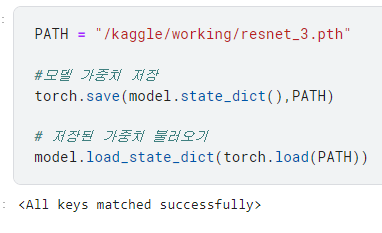 PATH = "/kaggle/working/resnet_3.pth"
#모델 가중치 저장
torch.save(model.state_dict(),PATH)
# 저장된 가중치 불러오기
model.load_state_dict(torch.load(PATH))
<All keys matched successfully>